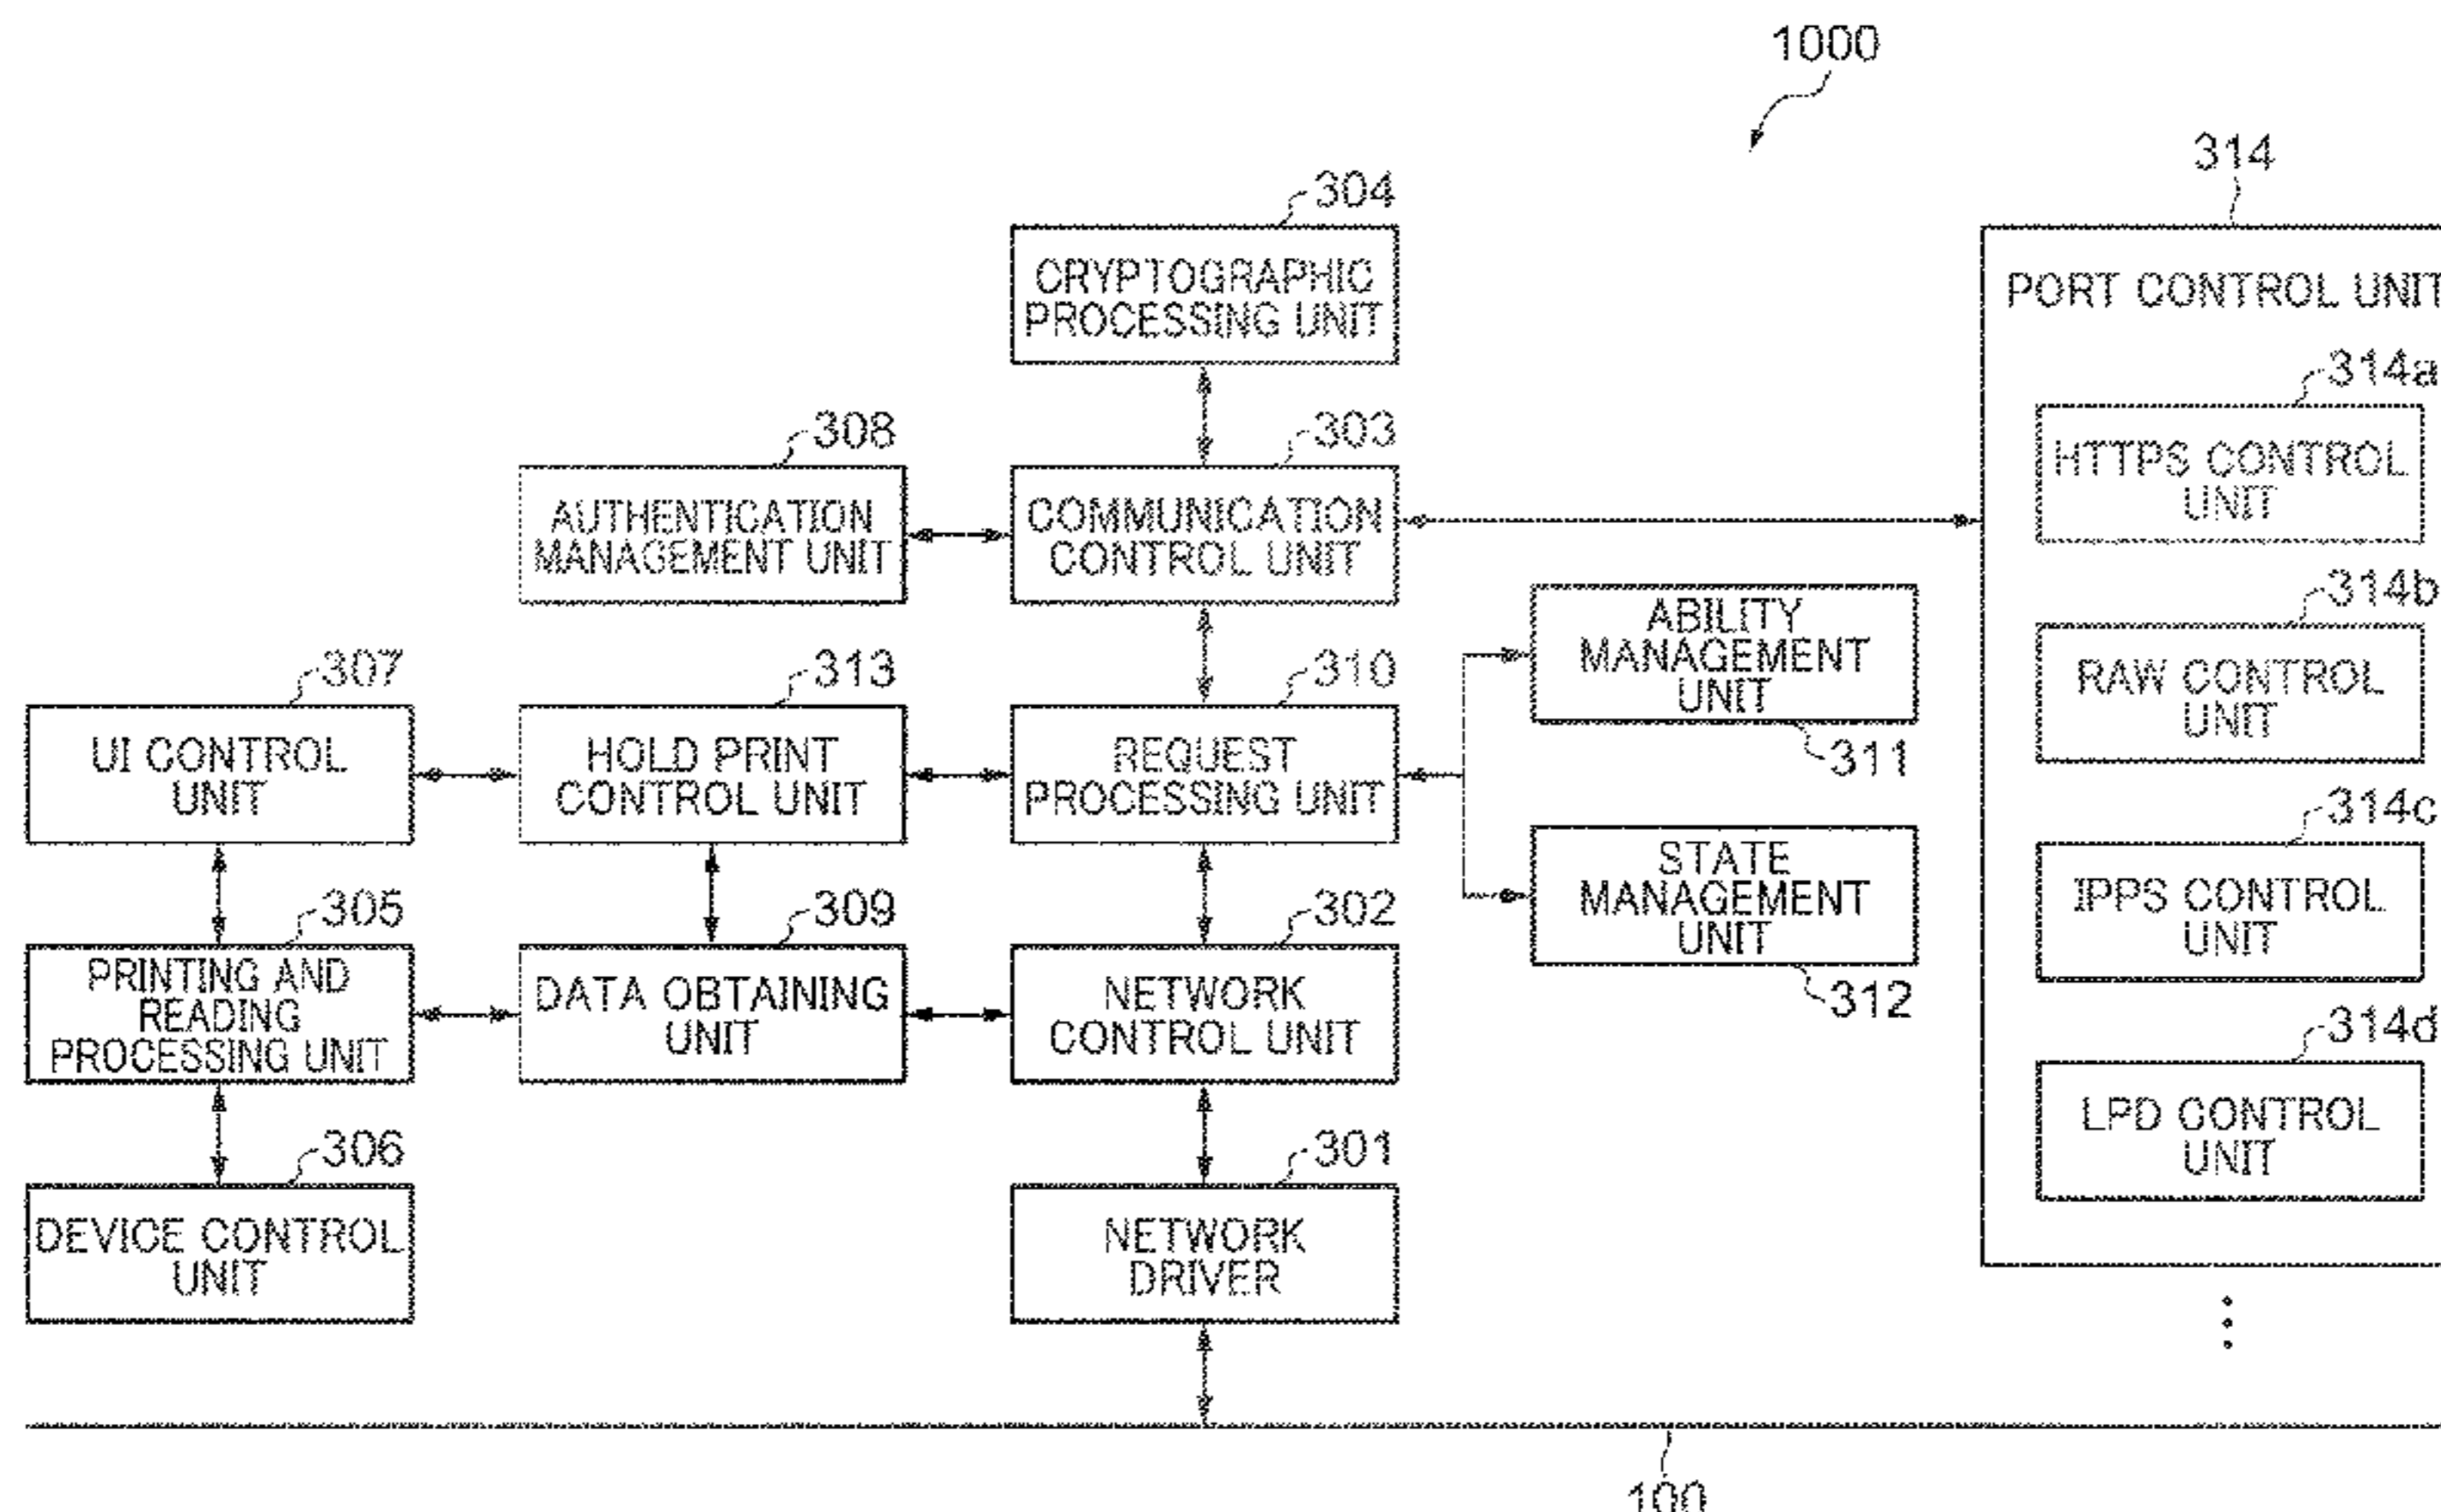 1000
314
304
CRYPTOGRAPHIC
PROCESSING UNIT
PORT CONTROL UNIT
314a
HTTPS CONTROL
UNIT
308
303
AUTHENTICATION
MANAGEMENT UNIT
COMMUNICATION
CONTROL UNIT
314b
RAW CONTROL
UNIT
ABILITY
MANAGEMENT
UNIT
311
307
313
310
UI CONTROL
UNIT
HOLD PRINT
CONTROL UNIT
REQUEST
PROCESSING UNIT
314c
IPPS CONTROL
UNIT
STATE
MANAGEMENT
UNIT
312
305
309
302
PRINTING AND
READING
PROCESSING UNIT
DATA OBTAINING
UNIT
NETWORK
CONTROL UNIT
314d
LPD CONTROL
UNIT
306
301
DEVICE CONTROL
UNIT
NETWORK
DRIVER
100